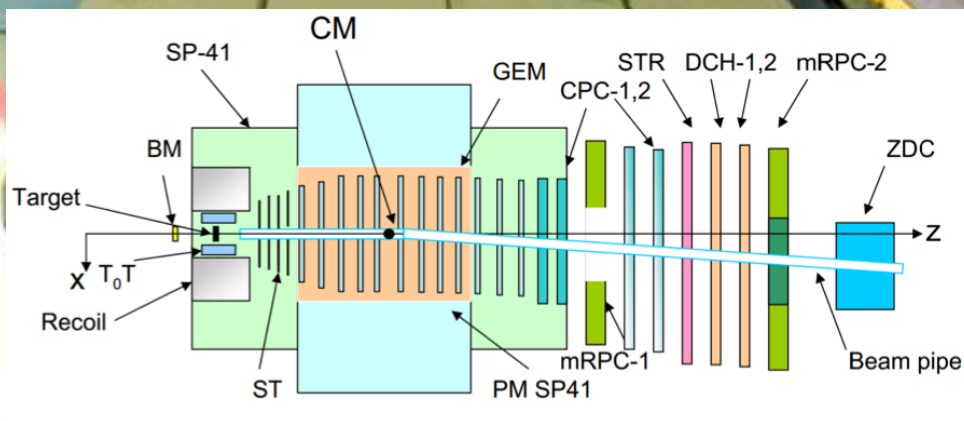 CM
SP-41
GEM
STR
DCH-1,2
mRPC-2
CPC-1,2
BM
ZDC
Target
Z
X
T₀T
Recoil
mRPC-1
Beam pipe
ST
PM SP41